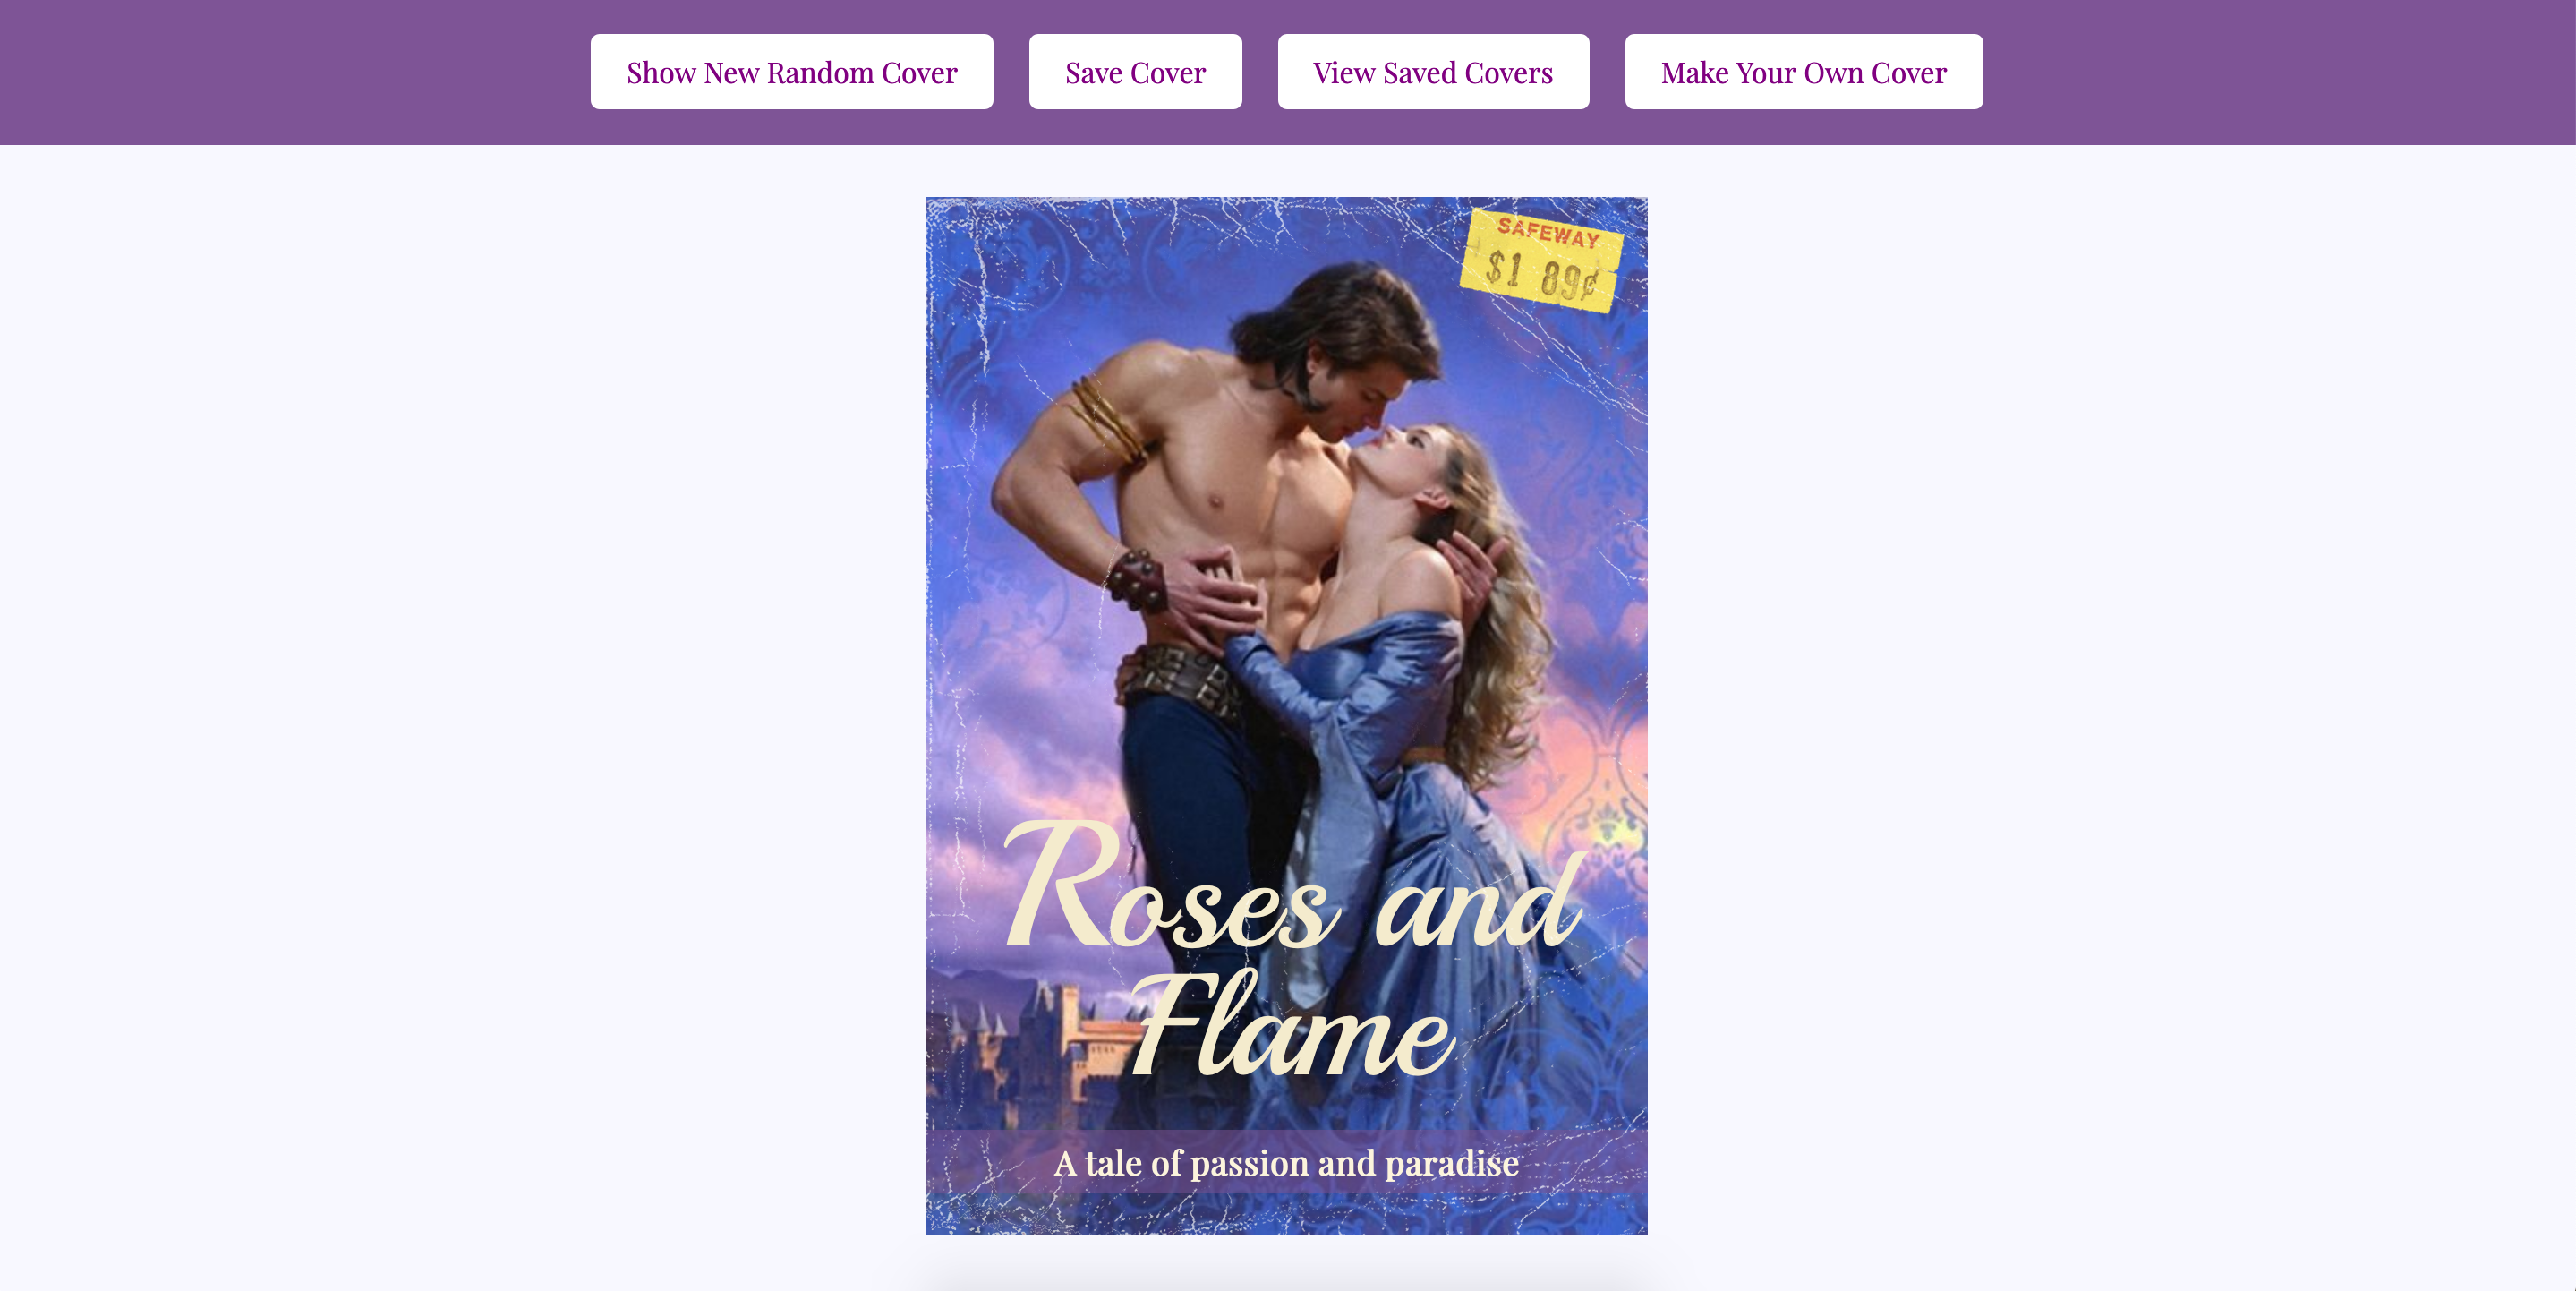 Show New Random Cover
Save Cover
View Saved Covers
Make Your Own Cover
SAFEWAY
$1 89¢
Roses and
Flame
A tale of passion and paradise